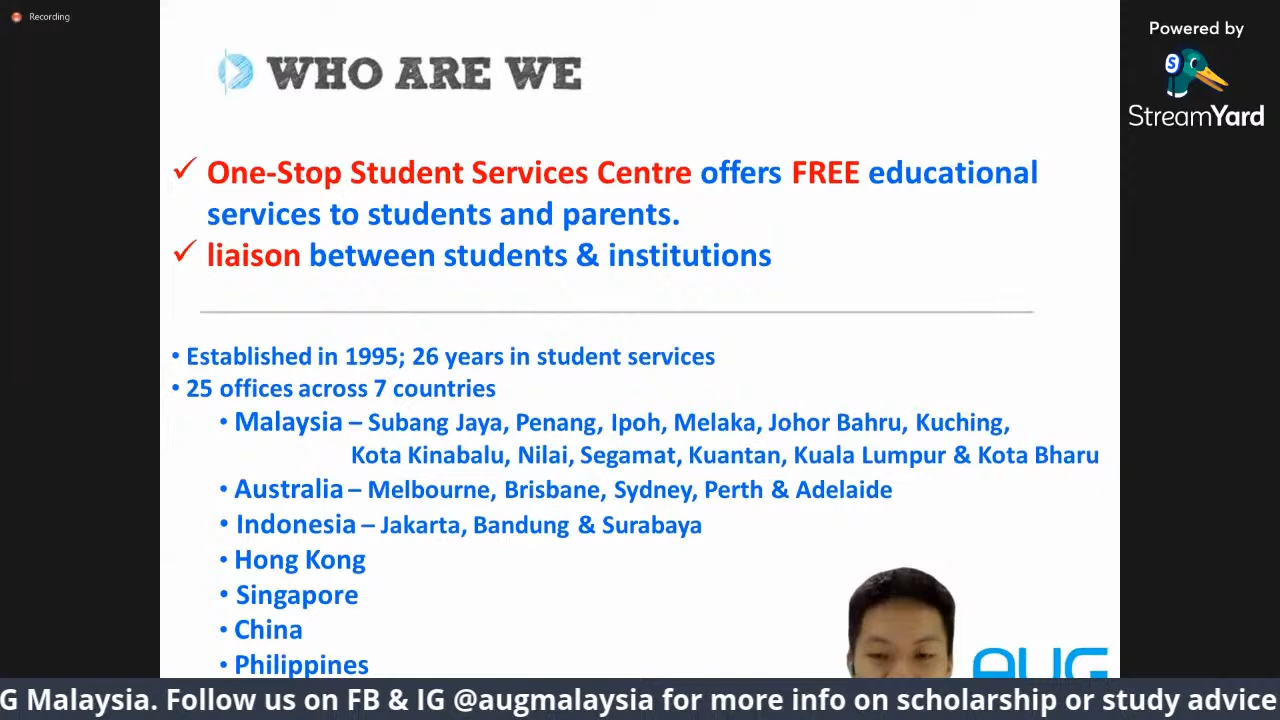 Recording
Powered by
StreamYard
WHO ARE WE
✓ One-Stop Student Services Centre offers FREE educational
services to students and parents.
✓ liaison between students & institutions
• Established in 1995; 26 years in student services
• 25 offices across 7 countries
• Malaysia – Subang Jaya, Penang, Ipoh, Melaka, Johor Bahru, Kuching,
Kota Kinabalu, Nilai, Segamat, Kuantan, Kuala Lumpur & Kota Bharu
• Australia – Melbourne, Brisbane, Sydney, Perth & Adelaide
• Indonesia – Jakarta, Bandung & Surabaya
• Hong Kong
• Singapore
• China
• Philippines
AUG
G Malaysia. Follow us on FB & IG @augmalaysia for more info on scholarship or study advice